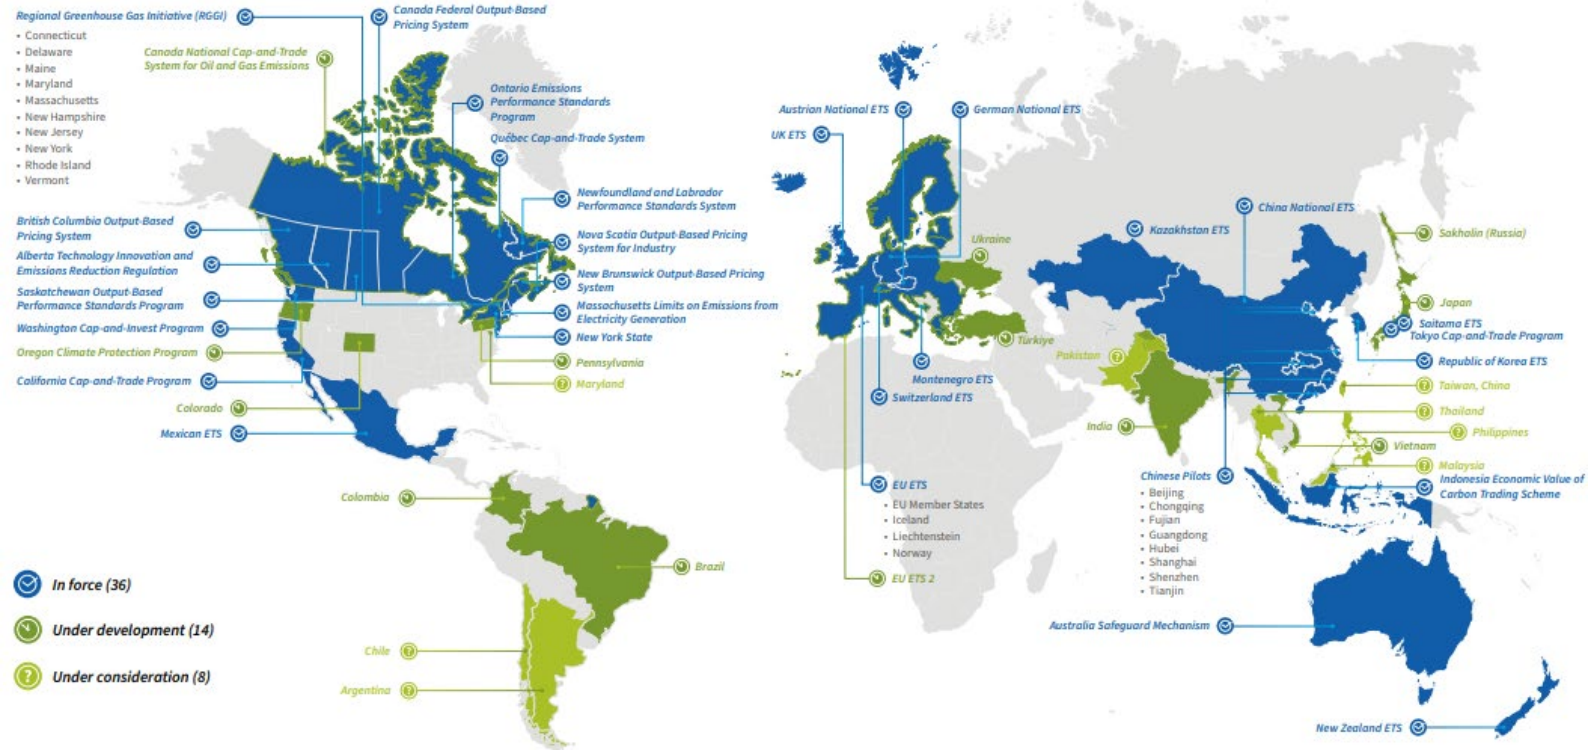 Regional Greenhouse Gas Initiative (RGGI)
• Connecticut
• Delaware
• Maine
• Maryland
• Massachusetts
• New Hampshire
• New Jersey
• New York
• Rhode Island
• Vermont
Canada Federal Output-Based
Pricing System
Canada National Cap-and-Trade
System for Oil and Gas Emissions
Ontario Emissions
Performance Standards
Program
Québec Cap-and-Trade System
Newfoundland and Labrador
Performance Standards System
Nova Scotia Output-Based Pricing
System for Industry
New Brunswick Output-Based Pricing
System
Massachusetts Limits on Emissions from
Electricity Generation
New York State
Pennsylvania
? Maryland
British Columbia Output-Based
Pricing System
Alberta Technology Innovation and
Emissions Reduction Regulation
Saskatchewan Output-Based
Performance Standards Program
Washington Cap-and-Invest Program
Oregon Climate Protection Program
California Cap-and-Trade Program
Colorado
Mexican ETS
Colombia
Brazil
Chile ?
Argentina ?
In force (36)
Under development (14)
? Under consideration (8)
Austrian National ETS
German National ETS
UK ETS
Ukraine
Türkiye
Montenegro ETS
Switzerland ETS
EU ETS
• EU Member States
• Iceland
• Liechtenstein
• Norway
EU ETS 2
Kazakhstan ETS
China National ETS
Sakhalin (Russia)
Japan
Saitama ETS
Tokyo Cap-and-Trade Program
Republic of Korea ETS
Pakistan ?
India
? Taiwan, China
? Thailand
? Philippines
Vietnam
? Malaysia
Indonesia Economic Value of
Carbon Trading Scheme
Chinese Pilots
• Beijing
• Chongqing
• Fujian
• Guangdong
• Hubei
• Shanghai
• Shenzhen
• Tianjin
Australia Safeguard Mechanism
New Zealand ETS